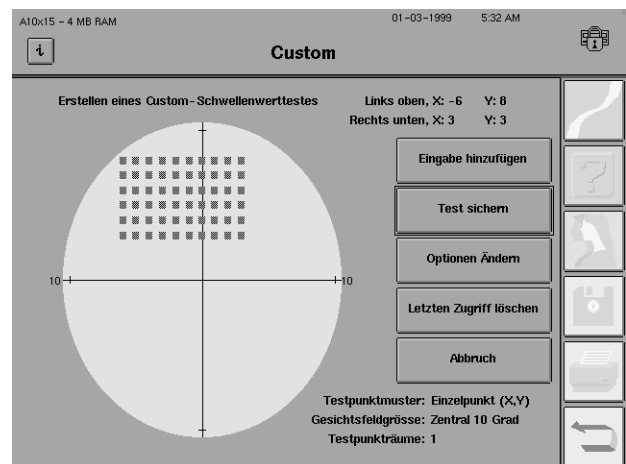 A10x15 - 4 MB RAM 01-03-1999 5:32 AM
i Custom
Erstellen eines Custom-Schwellenwerttestes
Links oben, X: -6 Y: 8
Rechts unten, X: 3 Y: 3
Eingabe hinzufügen
Test sichern
Optionen Ändern
Letzten Zugriff löschen
Abbruch
10 10
Testpunktmuster: Einzelpunkt (X,Y)
Gesichtsfeldgrösse: Zentral 10 Grad
Testpunkträume: 1
?